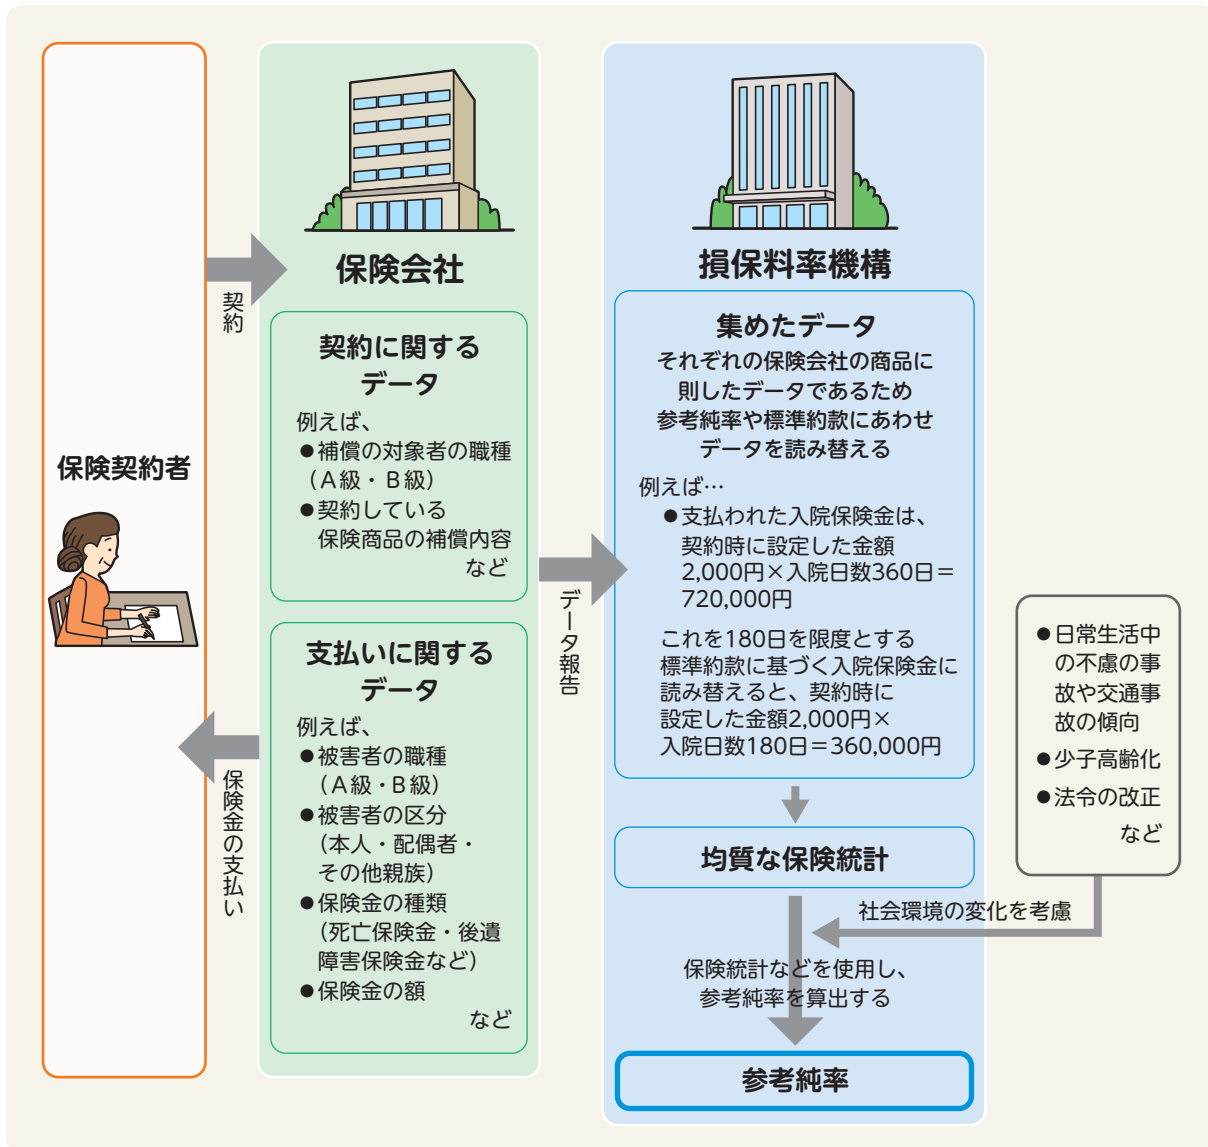 保険契約者
契約
保険金の支払い
保険会社
契約に関する
データ
例えば、
●補償の対象者の職種
（A級・B級）
●契約している
保険商品の補償内容
など
支払いに関する
データ
例えば、
●被害者の職種
（A級・B級）
●被害者の区分
（本人・配偶者・
その他親族）
●保険金の種類
（死亡保険金・後遺
障害保険金など）
●保険金の額
など
データ報告
損保料率機構
集めたデータ
それぞれの保険会社の商品に
則したデータであるため
参考純率や標準約款にあわせ
データを読み替える
例えば…
●支払われた入院保険金は、
契約時に設定した金額
2,000円×入院日数360日＝
720,000円
これを180日を限度とする
標準約款に基づく入院保険金に
読み替えると、契約時に
設定した金額2,000円×
入院日数180日＝360,000円
均質な保険統計
●日常生活中
の不慮の事
故や交通事
故の傾向
●少子高齢化
●法令の改正
など
社会環境の変化を考慮
保険統計などを使用し、
参考純率を算出する
参考純率